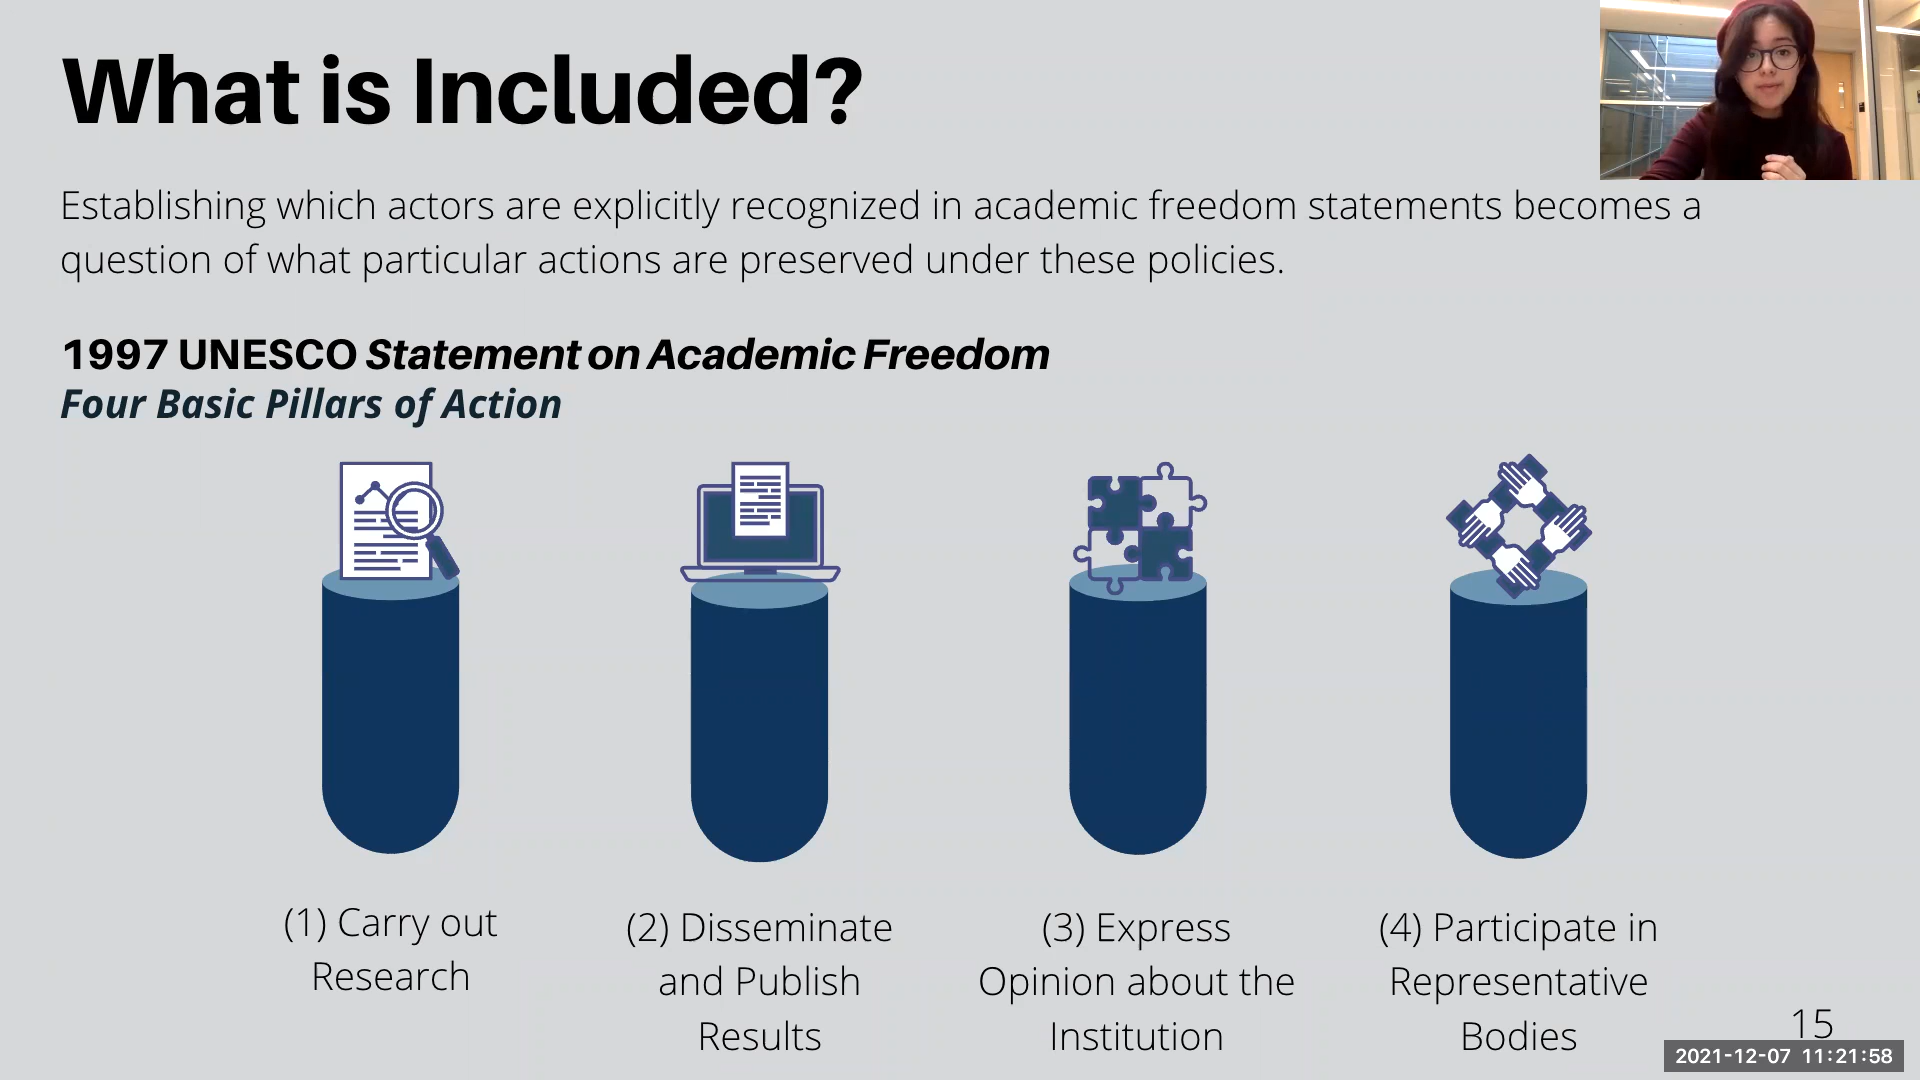 What is Included?
Establishing which actors are explicitly recognized in academic freedom statements becomes a
question of what particular actions are preserved under these policies.
1997 UNESCO Statement on Academic Freedom
Four Basic Pillars of Action
(1) Carry out
Research
(2) Disseminate
and Publish
Results
(3) Express
Opinion about the
Institution
(4) Participate in
Representative
Bodies
15
2021-12-07 11:21:58